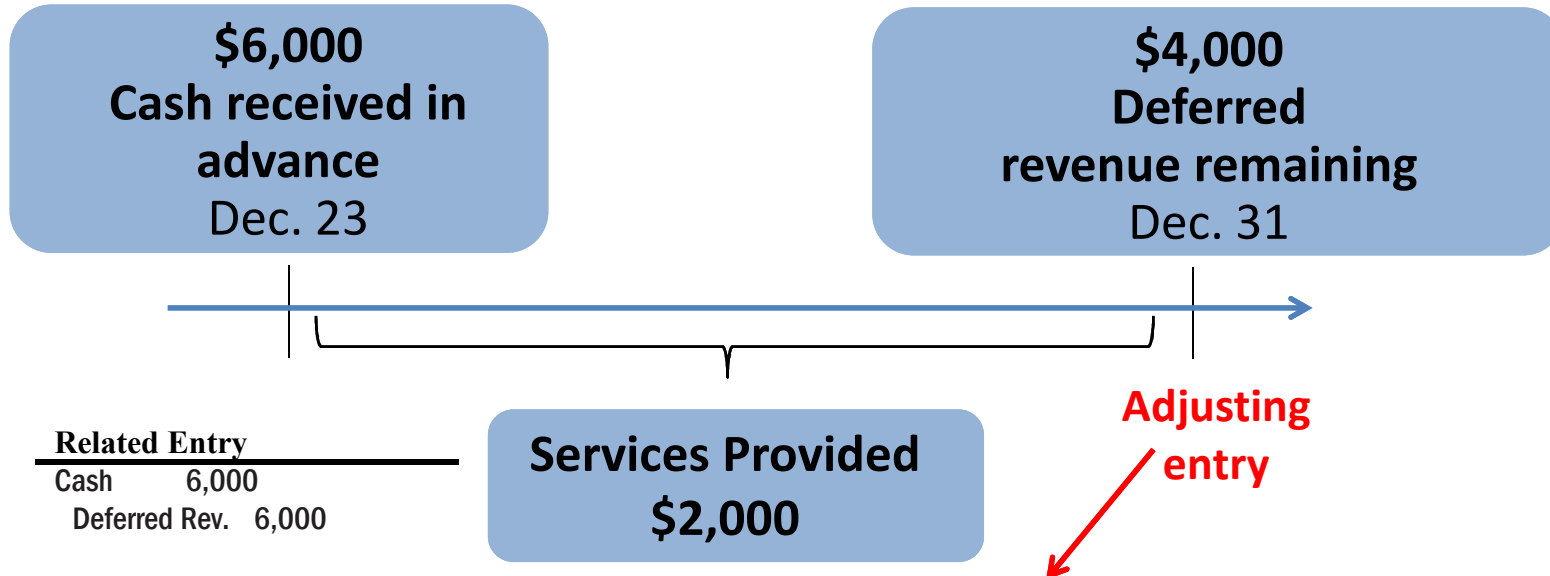 $6,000
Cash received in
advance
Dec. 23
$4,000
Deferred
revenue remaining
Dec. 31
Adjusting
entry
Related Entry
Cash 6,000
Deferred Rev. 6,000
Services Provided
$2,000